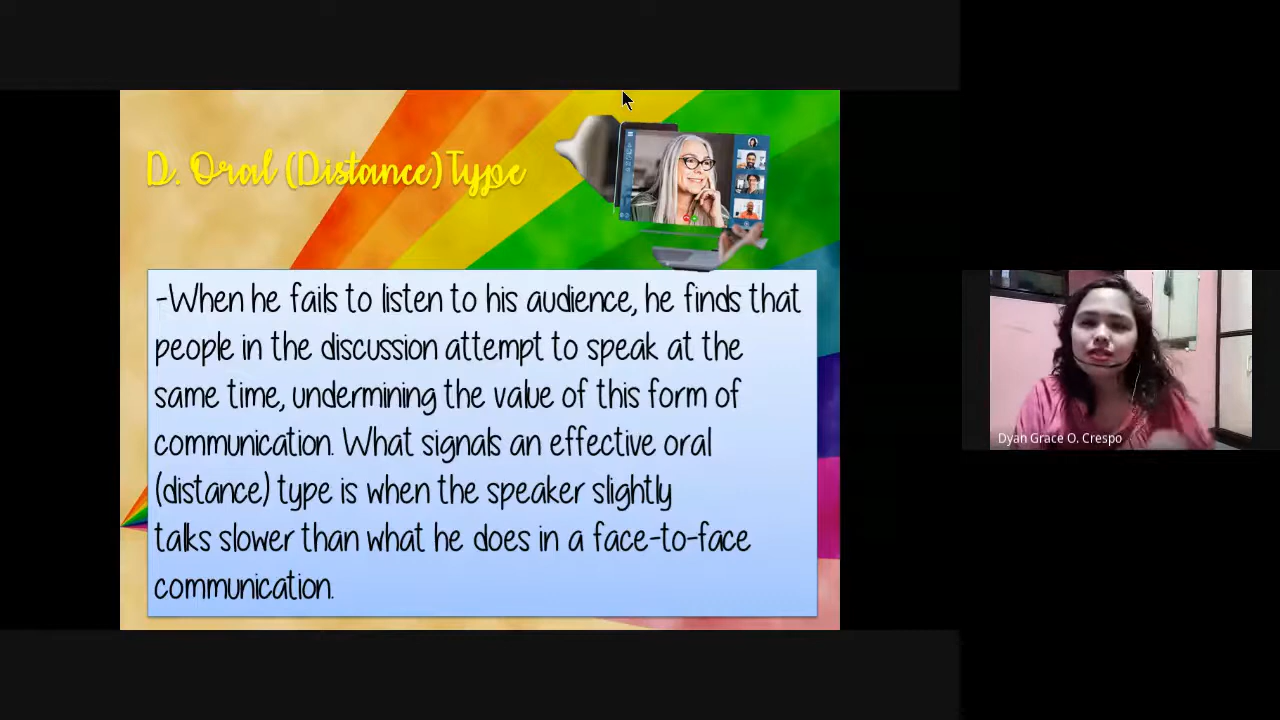 D. Oral (Distance) Type
-When he fails to listen to his audience, he finds that
people in the discussion attempt to speak at the
same time, undermining the value of this form of
communication. What signals an effective oral
(distance) type is when the speaker slightly
talks slower than what he does in a face-to-face
communication.
Dyan Grace O. Crespo